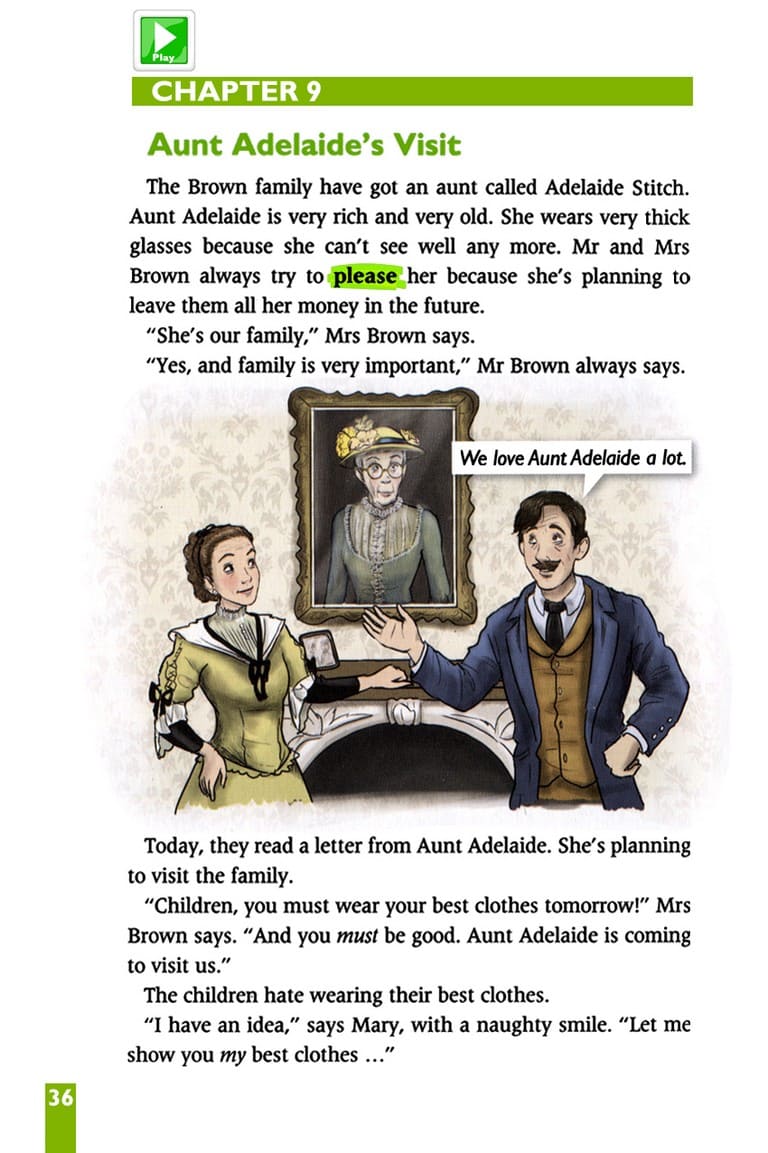 Play
CHAPTER 9
Aunt Adelaide's Visit
The Brown family have got an aunt called Adelaide Stitch.
Aunt Adelaide is very rich and very old. She wears very thick
glasses because she can't see well any more. Mr and Mrs
Brown always try to please her because she's planning to
leave them all her money in the future.
"She's our family," Mrs Brown says.
"Yes, and family is very important," Mr Brown always says.
We love Aunt Adelaide a lot.
Today, they read a letter from Aunt Adelaide. She's planning
to visit the family.
"Children, you must wear your best clothes tomorrow!" Mrs
Brown says. "And you must be good. Aunt Adelaide is coming
to visit us."
The children hate wearing their best clothes.
"I have an idea," says Mary, with a naughty smile. "Let me
show you my best clothes …"
36